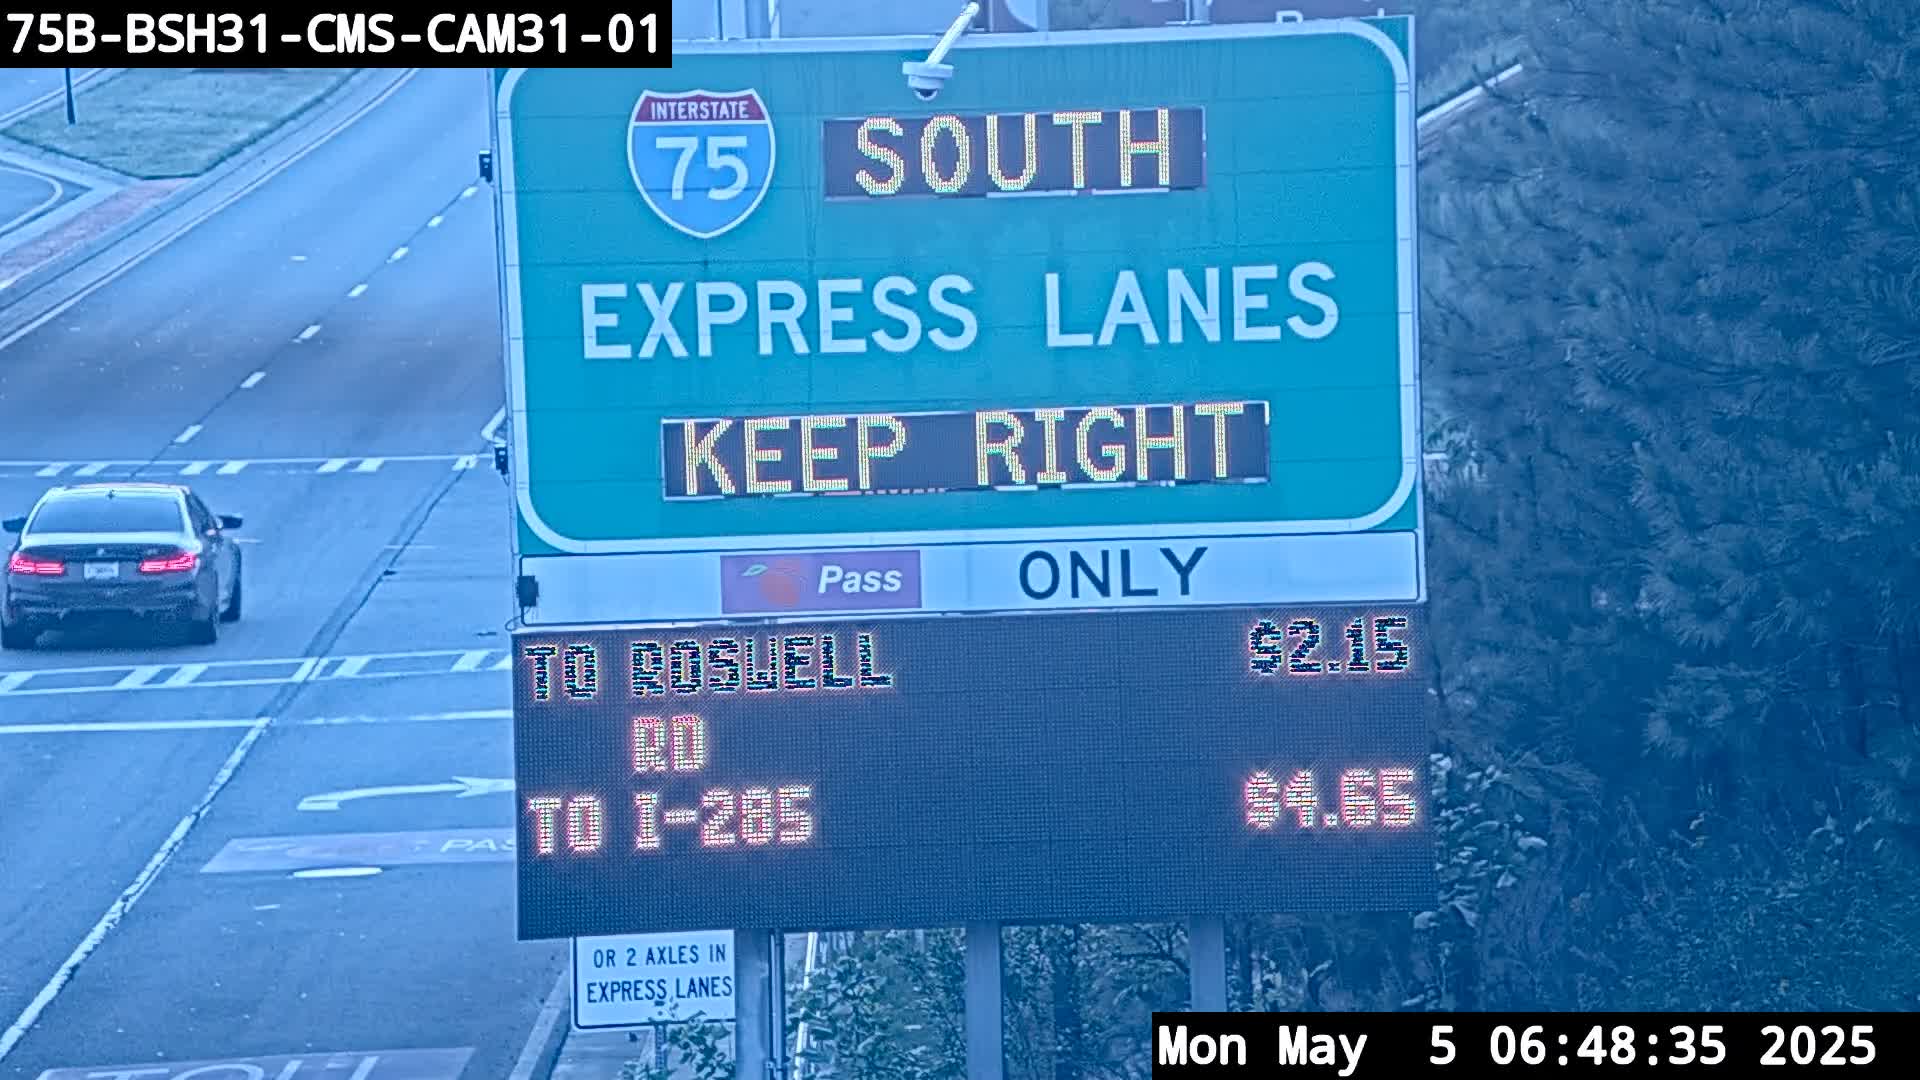 75B-BSH31-CMS-CAM31-01
INTERSTATE
75
SOUTH
EXPRESS LANES
KEEP RIGHT
Pass ONLY
TO ROSWELL $2.15
RD
TO I-285 $4.65
OR 2 AXLES IN
EXPRESS LANES
Mon May 5 06:48:35 2025